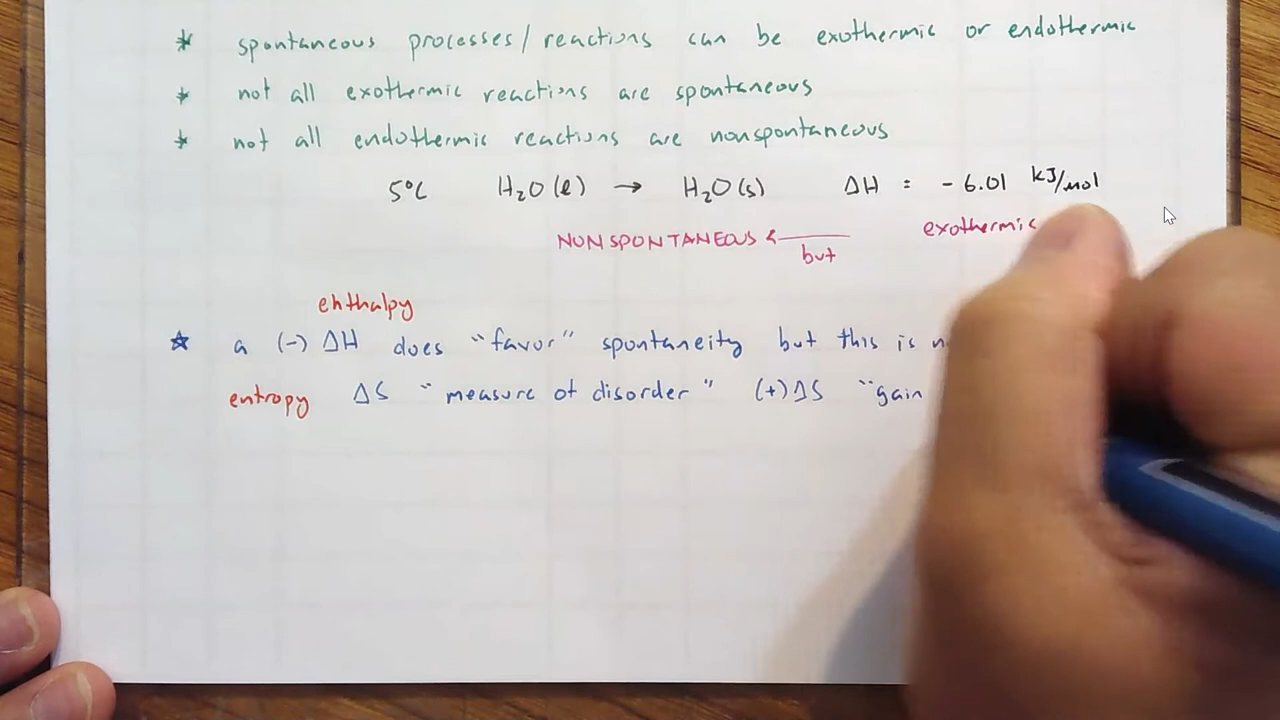 * spontaneous processes/reactions can be exothermic or endothermic
* not all exothermic reactions are spontaneous
* not all endothermic reactions are nonspontaneous
5°C H₂O(l) → H₂O(s) ΔH = -6.01 kJ/mol
NONSPONTANEOUS & but exothermic
enthalpy
☆ a (-) ΔH does "favor" spontaneity but this is
entropy ΔS "measure of disorder" (+)ΔS "gain